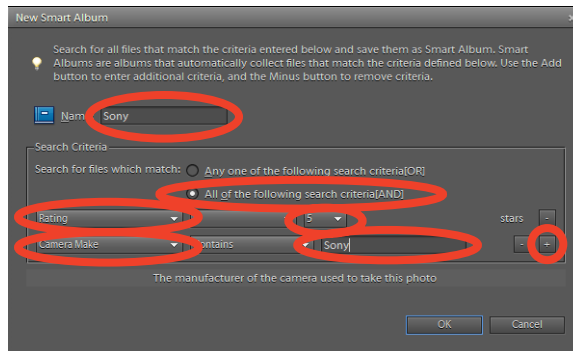 New Smart Album
Search for all files that match the criteria entered below and save them as Smart Album. Smart
Albums are albums that automatically collect files that match the criteria defined below. Use the Add
button to enter additional criteria, and the Minus button to remove criteria.
Name: Sony
Search Criteria
Search for files which match: Any one of the following search criteria[OR]
All of the following search criteria[AND]
Rating 5 stars -
Camera Make Contains Sony - +
The manufacturer of the camera used to take this photo
OK Cancel